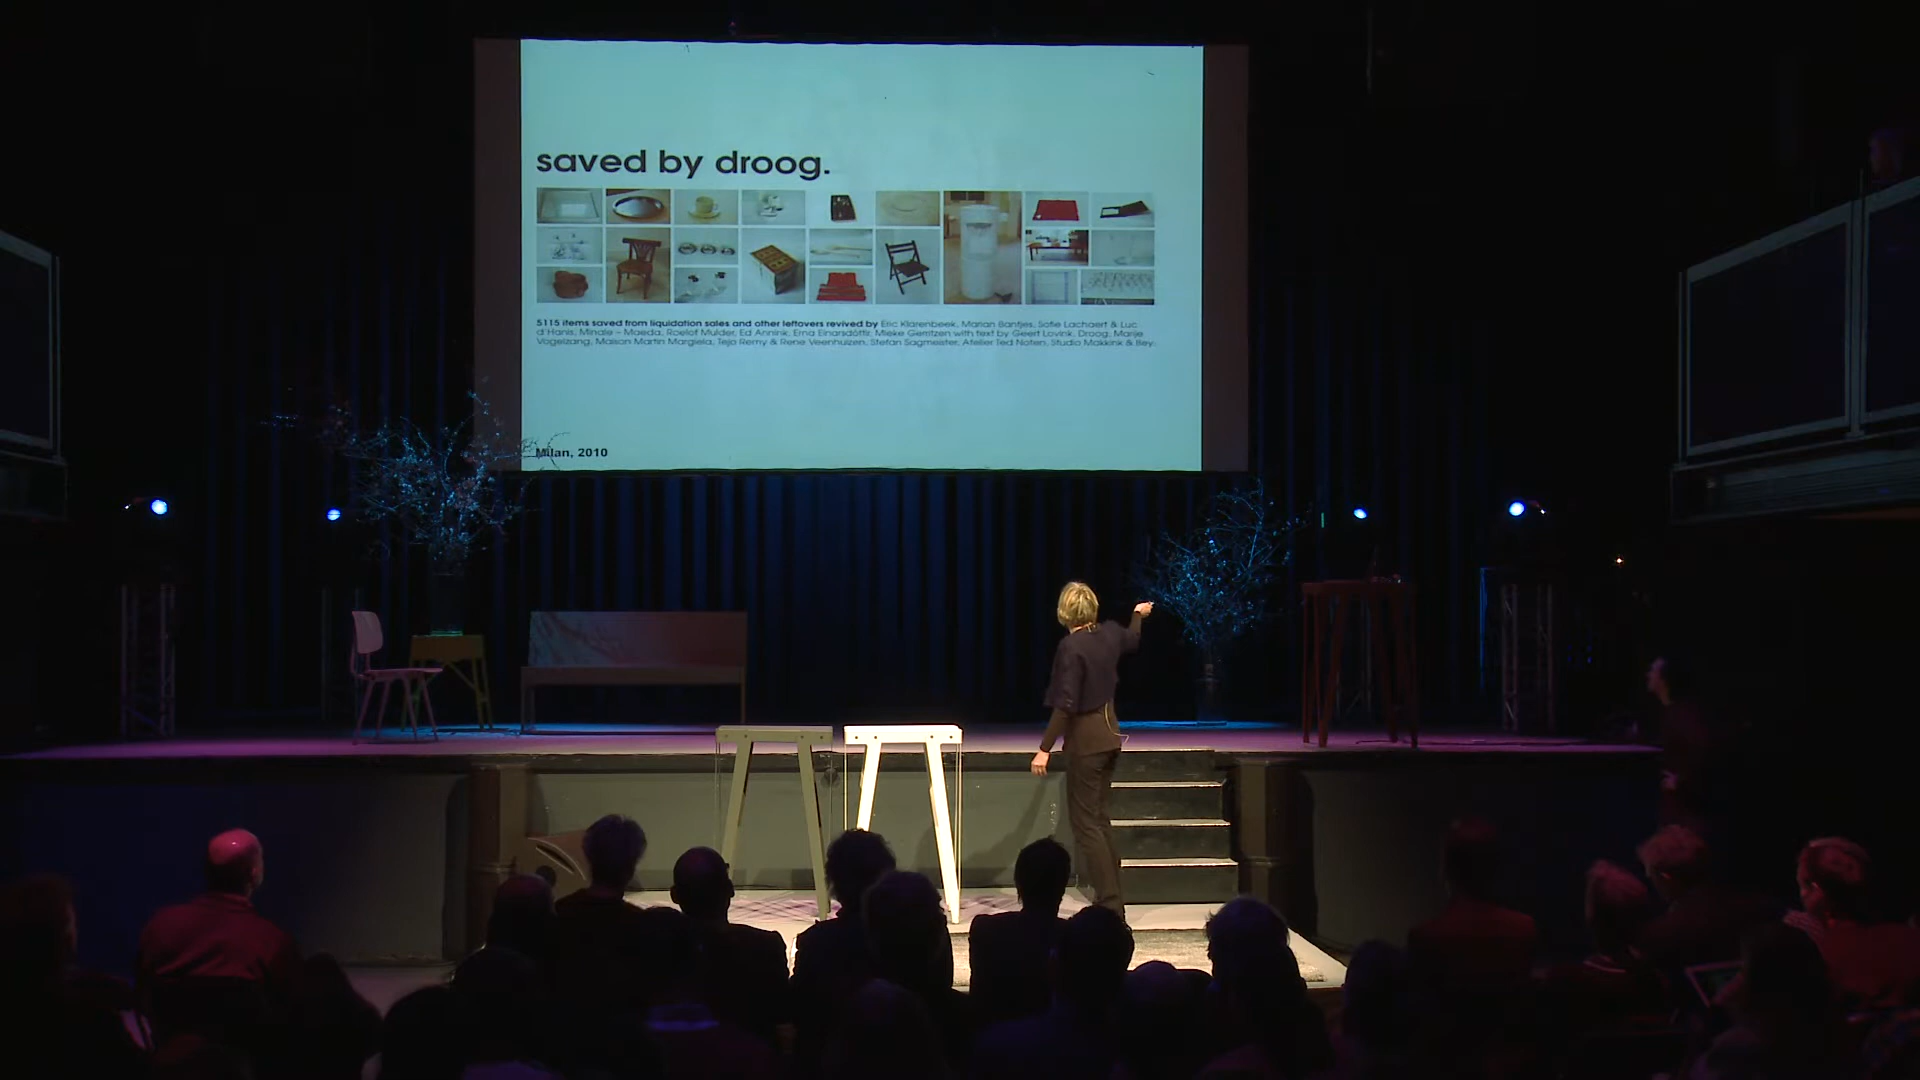 saved by droog.
5115 items saved from liquidation sales and other leftovers revived by Eric Klarenbeek, Marian Bantjes, Sofie Lachaert & Luc
d'Hanis, Minale - Maeda, Roelof Mulder, Ed Annink, Erna Einarsdóttir, Mieke Gerritzen with text by Geert Lovink, Droog, Marije
Vogelzang, Maison Martin Margiela, Tejo Remy & Rene Veenhuizen, Stefan Sagmeister, Atelier Ted Noten, Studio Makkink & Bey.
Milan, 2010